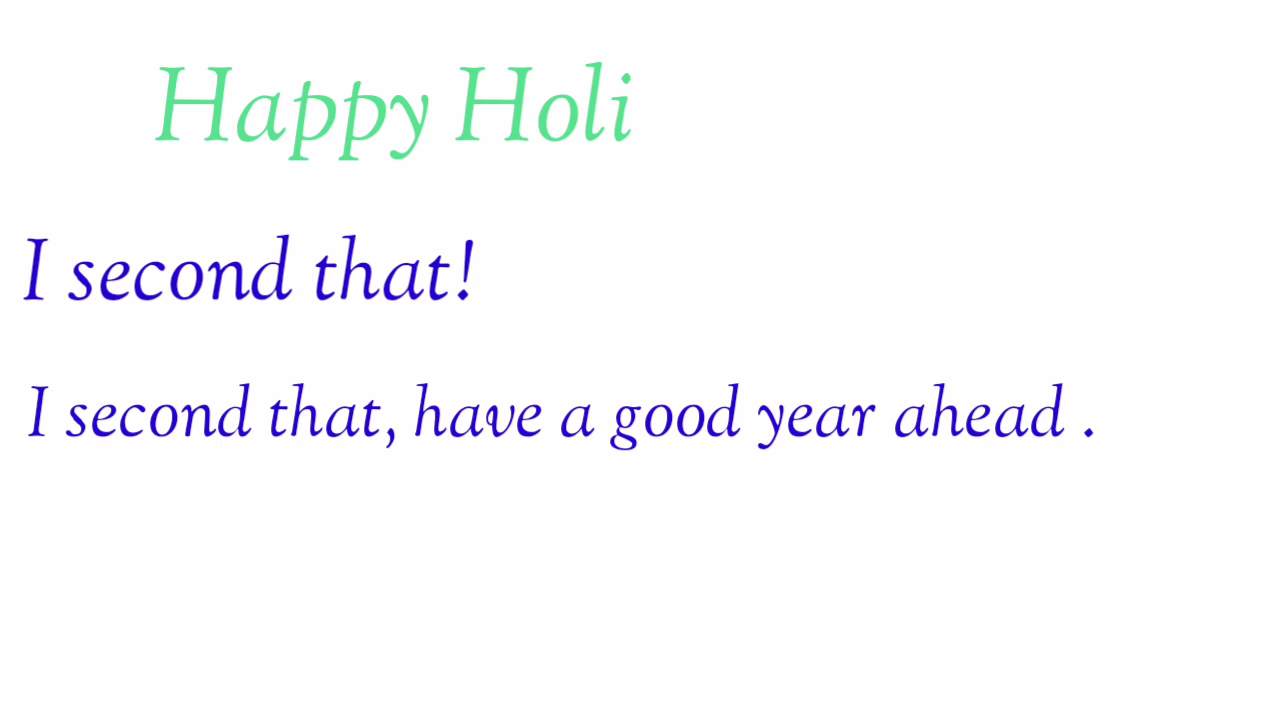 Happy Holi
I second that!
I second that, have a good year ahead .